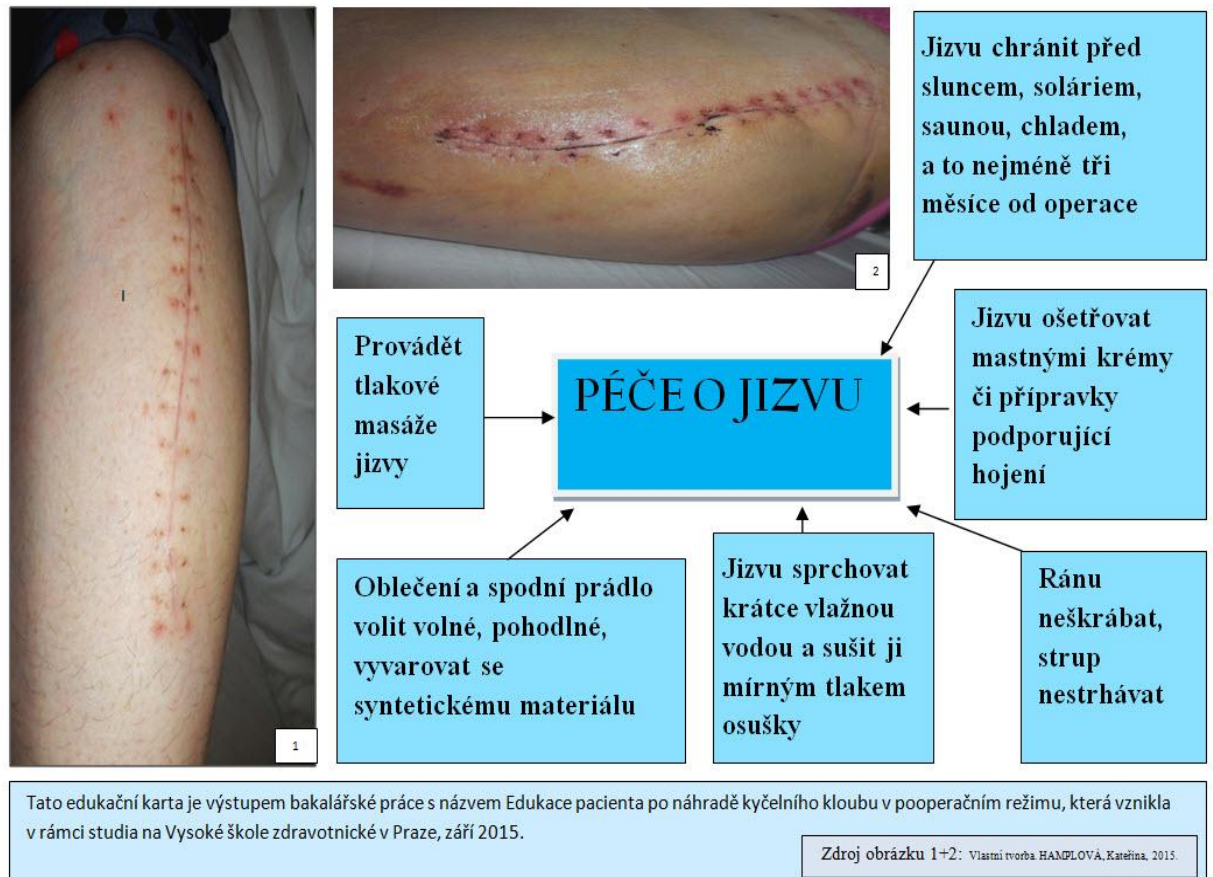 Jizvu chránit před
sluncem, soláriem,
saunou, chladem,
a to nejméně tři
měsíce od operace
2
Provádět
tlakové
masáže
jizvy
PÉČE O JIZVU
Jizvu ošetřovat
mastnými krémy
či přípravky
podporující
hojení
Oblečení a spodní prádlo
volit volné, pohodlné,
vyvarovat se
syntetickému materiálu
Jizvu sprchovat
krátce vlažnou
vodou a sušit ji
mírným tlakem
osušky
Ránu
neškrábat,
strup
nestrhávat
1
Tato edukační karta je výstupem bakalářské práce s názvem Edukace pacienta po náhradě kyčelního kloubu v pooperačním režimu, která vznikla
v rámci studia na Vysoké škole zdravotnické v Praze, září 2015.
Zdroj obrázku 1+2: Vlastní tvorba. HAMPLOVÁ, Kateřina, 2015.